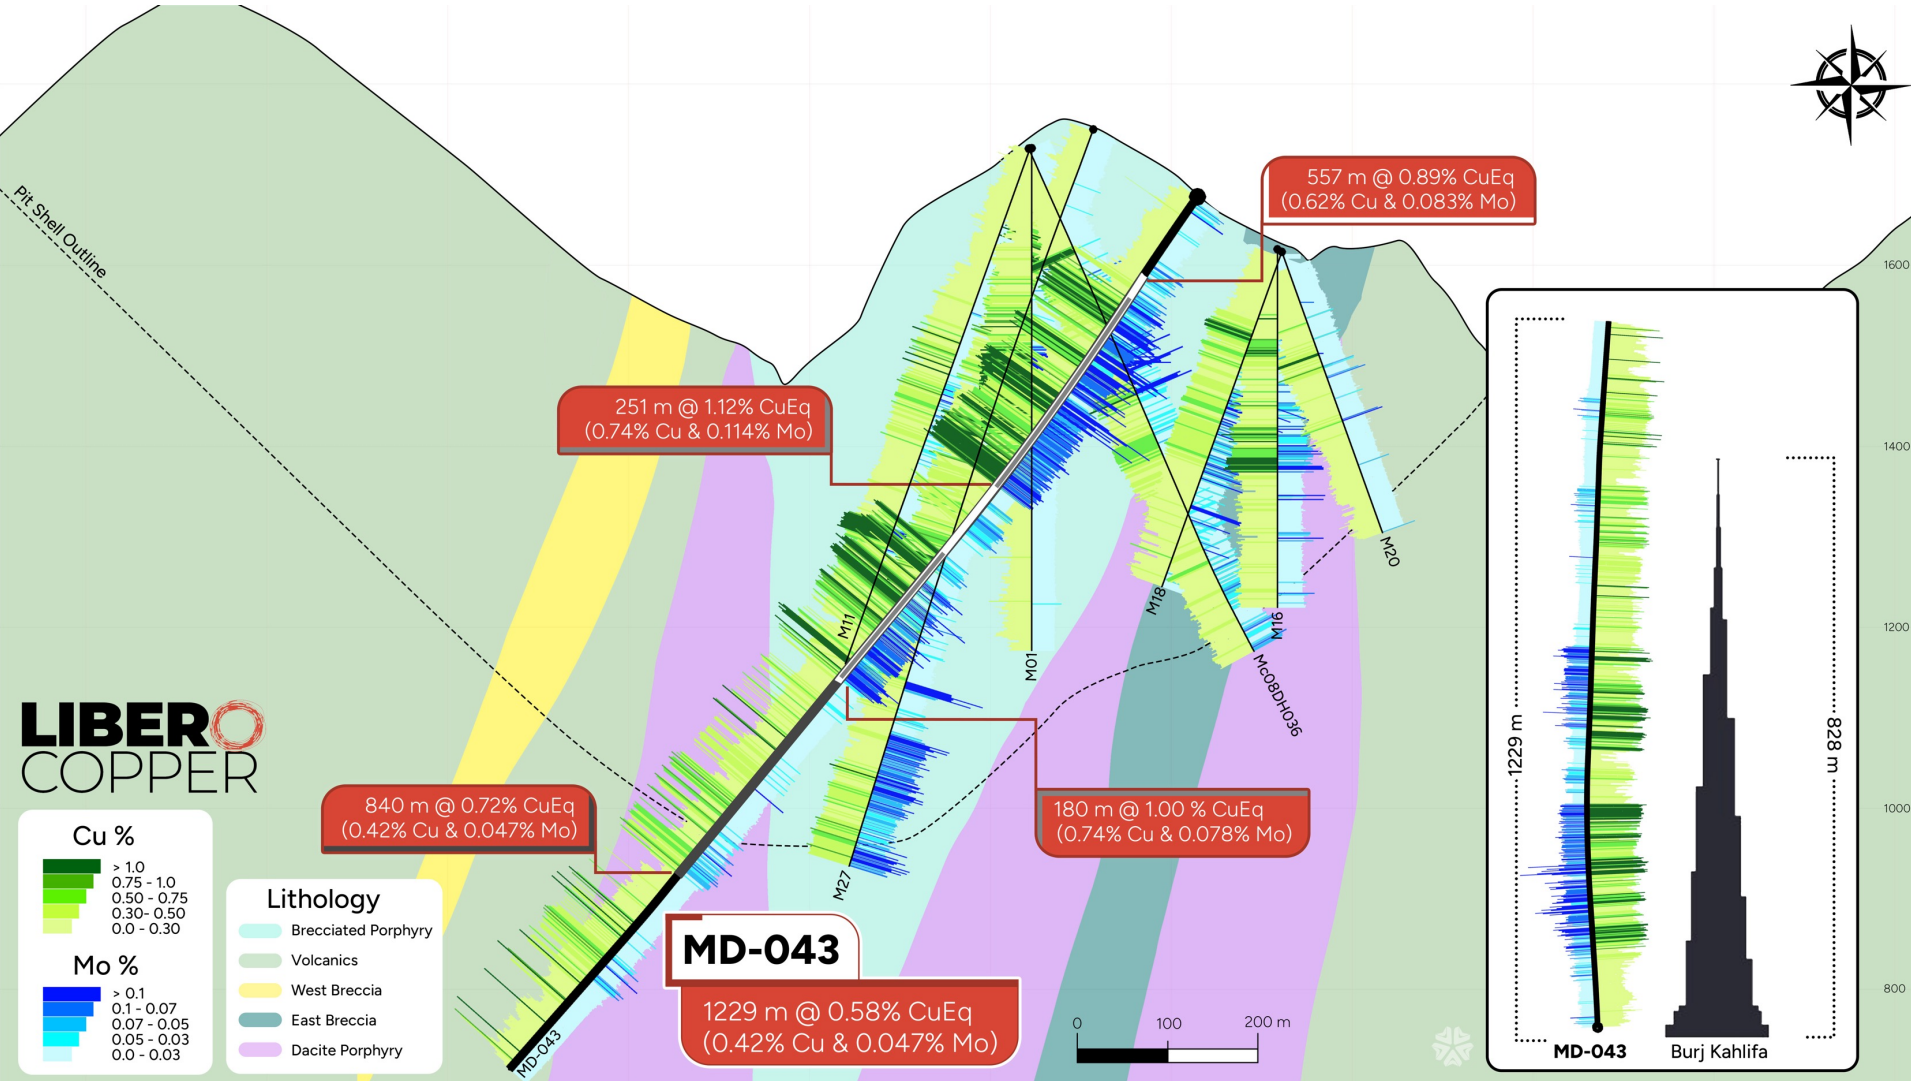 Pit Shell Outline
557 m @ 0.89% CuEq
(0.62% Cu & 0.083% Mo)
1600
251 m @ 1.12% CuEq
(0.74% Cu & 0.114% Mo)
1400
M20
M18
M11
M16
1200
M01
Mc08DH036
LIBERO
COPPER
1229 m
828 m
840 m @ 0.72% CuEq
(0.42% Cu & 0.047% Mo)
180 m @ 1.00 % CuEq
(0.74% Cu & 0.078% Mo)
1000
M27
Cu %
> 1.0
0.75 - 1.0
0.50 - 0.75
0.30- 0.50
0.0 - 0.30
Mo %
> 0.1
0.1 - 0.07
0.07 - 0.05
0.05 - 0.03
0.0 - 0.03
Lithology
Brecciated Porphyry
Volcanics
West Breccia
East Breccia
Dacite Porphyry
MD-043
MD-043
1229 m @ 0.58% CuEq
(0.42% Cu & 0.047% Mo)
800
0 100 200 m
MD-043 Burj Kahlifa